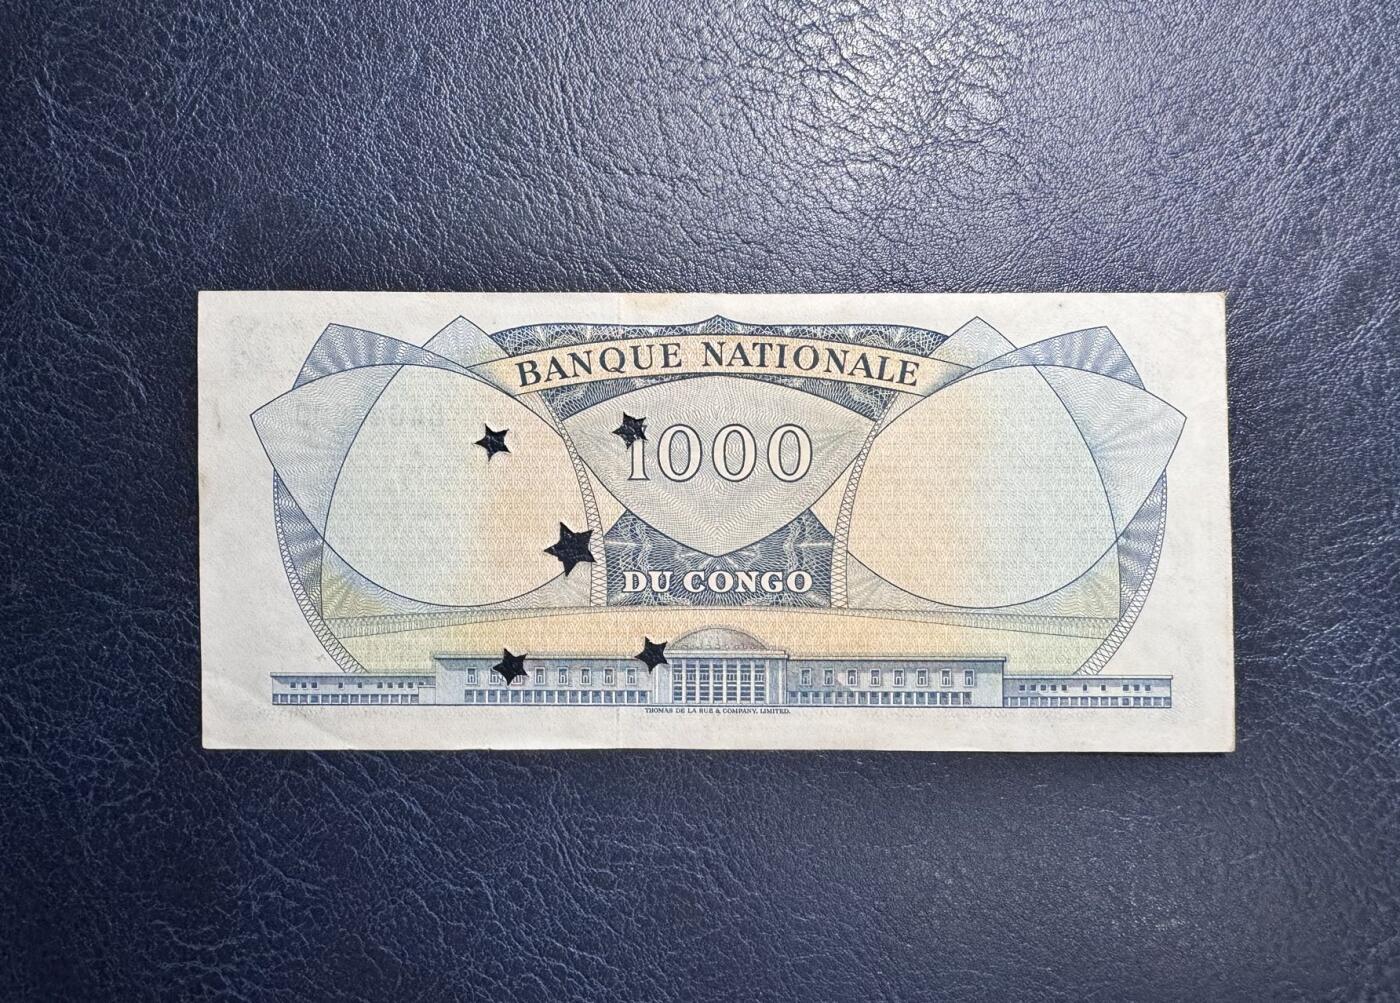 BANQUE NATIONALE
1000
DU CONGO
THOMAS DE LA RUE & COMPANY, LIMITED.